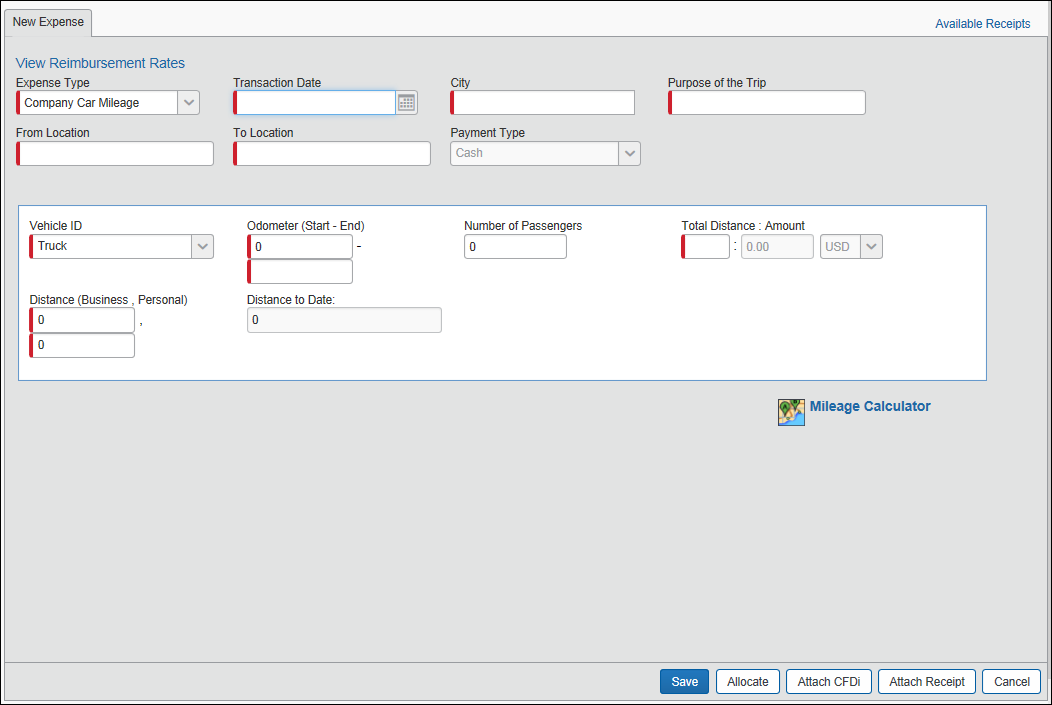 New Expense
Available Receipts
View Reimbursement Rates
Expense Type Transaction Date City Purpose of the Trip
Company Car Mileage
From Location To Location Payment Type
Cash
Vehicle ID Odometer (Start - End) Number of Passengers Total Distance : Amount
Truck 0 - 0 : 0.00 USD
Distance (Business , Personal) Distance to Date:
0 , 0
0
Mileage Calculator
Save Allocate Attach CFDi Attach Receipt Cancel